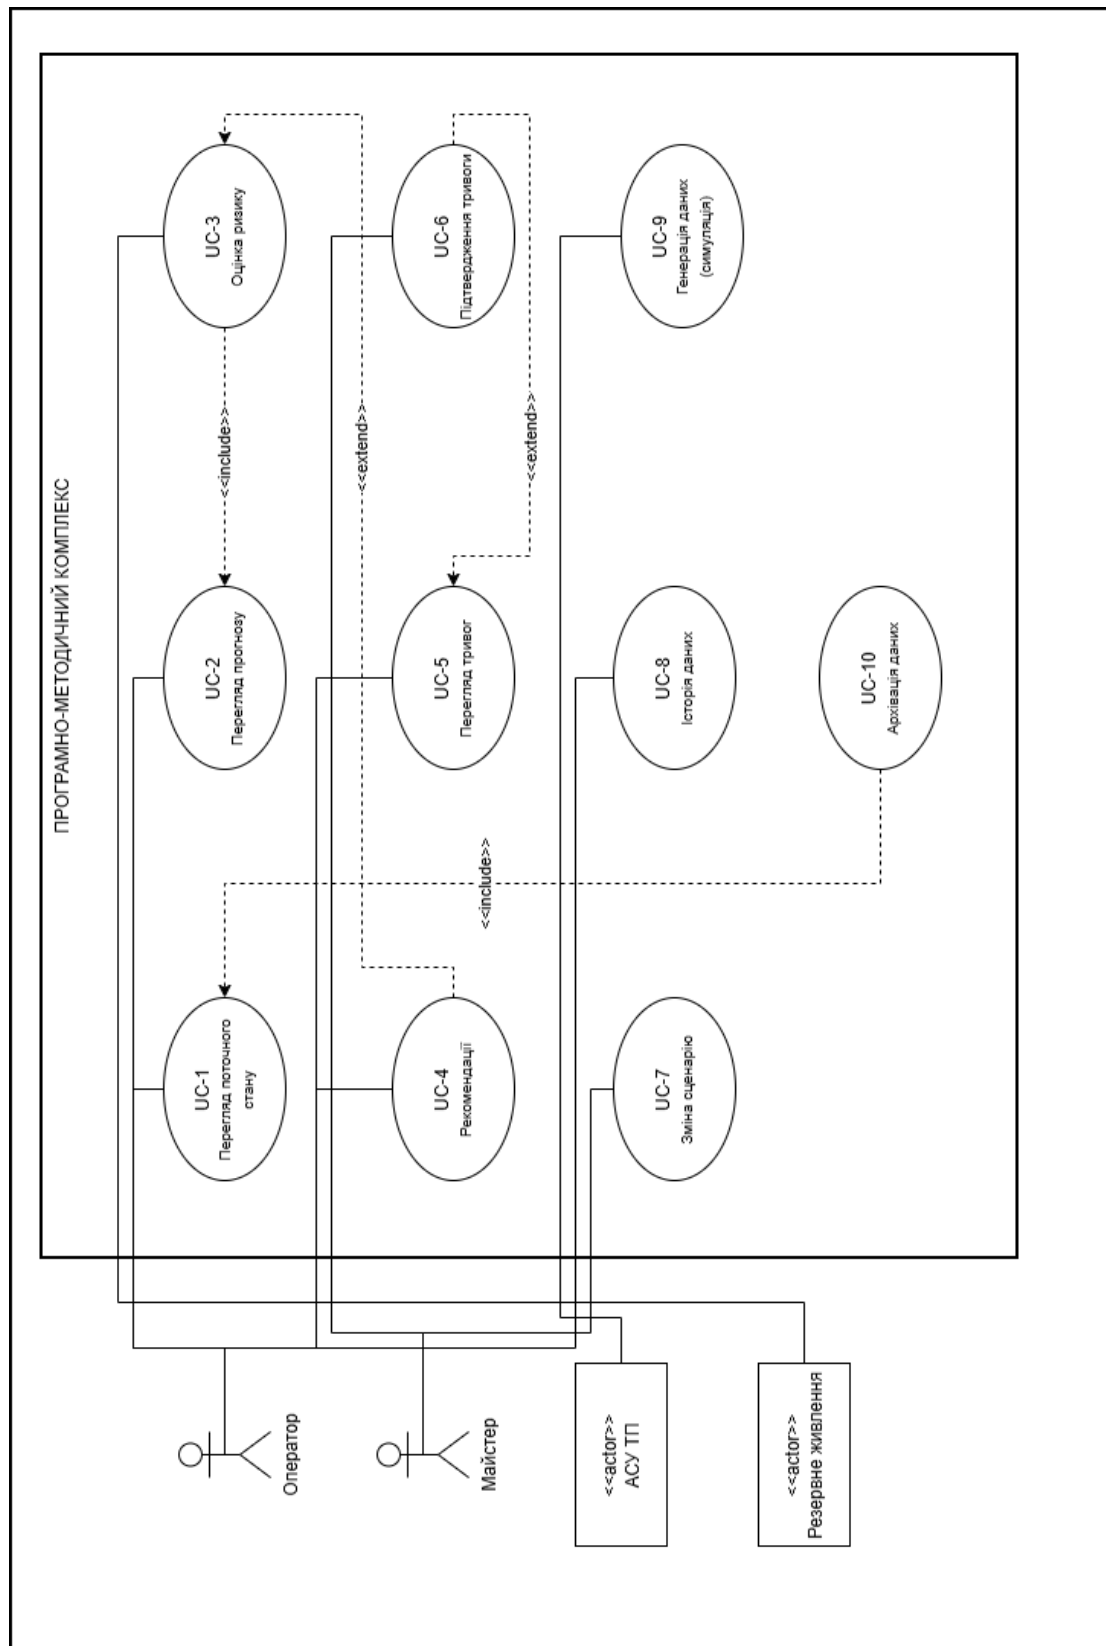 ПРОГРАМНО-МЕТОДИЧНИЙ КОМПЛЕКС
UC-1
Перегляд поточного
стану
UC-2
Перегляд прогнозу
<<include>>
UC-3
Оцінка ризику
Оператор
UC-4
Рекомендації
<<extend>>
UC-5
Перегляд тривог
UC-6
Підтвердження тривоги
<<include>>
<<extend>>
Майстер
UC-7
Зміна сценарію
UC-8
Історія даних
UC-9
Генерація даних
(симуляція)
<<actor>>
АСУ ТП
UC-10
Архівація даних
<<actor>>
Резервне живлення